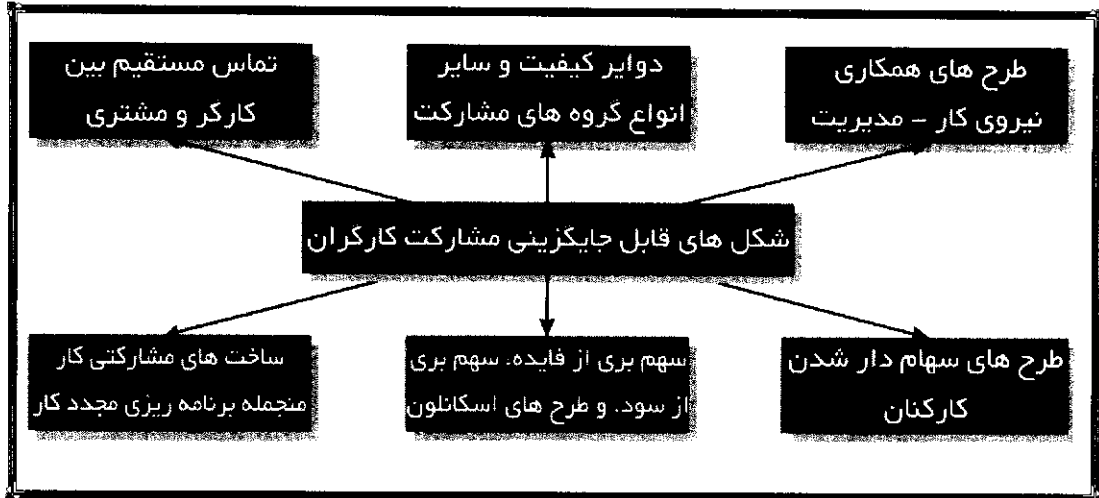 طرح های همکاری
نیروی کار – مدیریت
دوایر کیفیت و سایر
انواع گروه های مشارکت
تماس مستقیم بین
کارگر و مشتری
شکل های قابل جایگزینی مشارکت کارگران
طرح های سهام دار شدن
کارکنان
سهم بری از فایده، سهم بری
از سود، و طرح های اسکانلون
ساخت های مشارکتی کار
منجمله برنامه ریزی مجدد کار